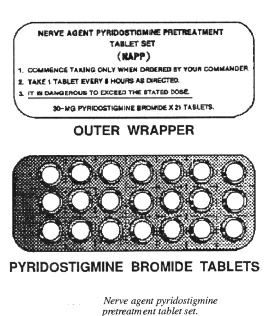 NERVE AGENT PYRIDOSTIGMINE PRETREATMENT
TABLET SET
(NAPP)
1. COMMENCE TAKING ONLY WHEN ORDERED BY YOUR COMMANDER.
2. TAKE 1 TABLET EVERY 8 HOURS AS DIRECTED.
3. IT IS DANGEROUS TO EXCEED THE STATED DOSE.
30-MG PYRIDOSTIGMINE BROMIDE X 21 TABLETS.
OUTER WRAPPER
PYRIDOSTIGMINE BROMIDE TABLETS
Nerve agent pyridostigmine
pretreatment tablet set.